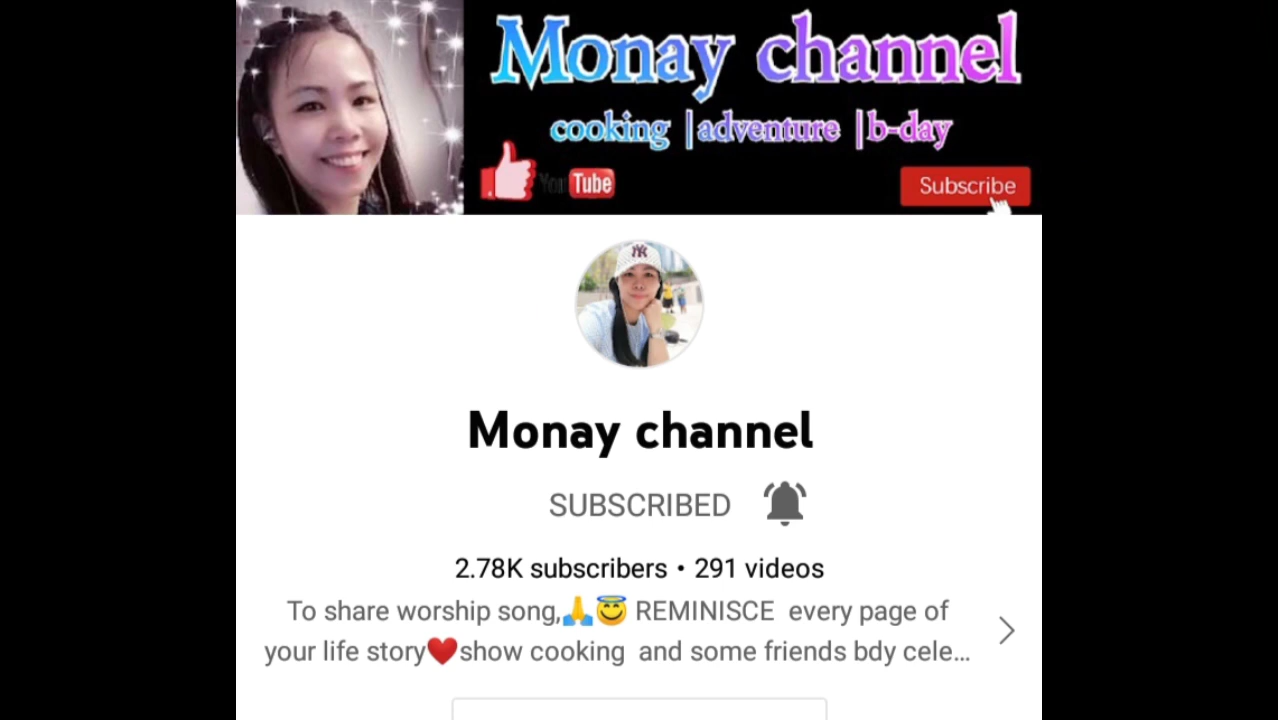 Monay channel
cooking |adventure |b-day
YouTube
Subscribe
NY
Monay channel
SUBSCRIBED
2.78K subscribers • 291 videos
To share worship song,🙏😇 REMINISCE every page of
your life story❤️show cooking and some friends bdy cele...